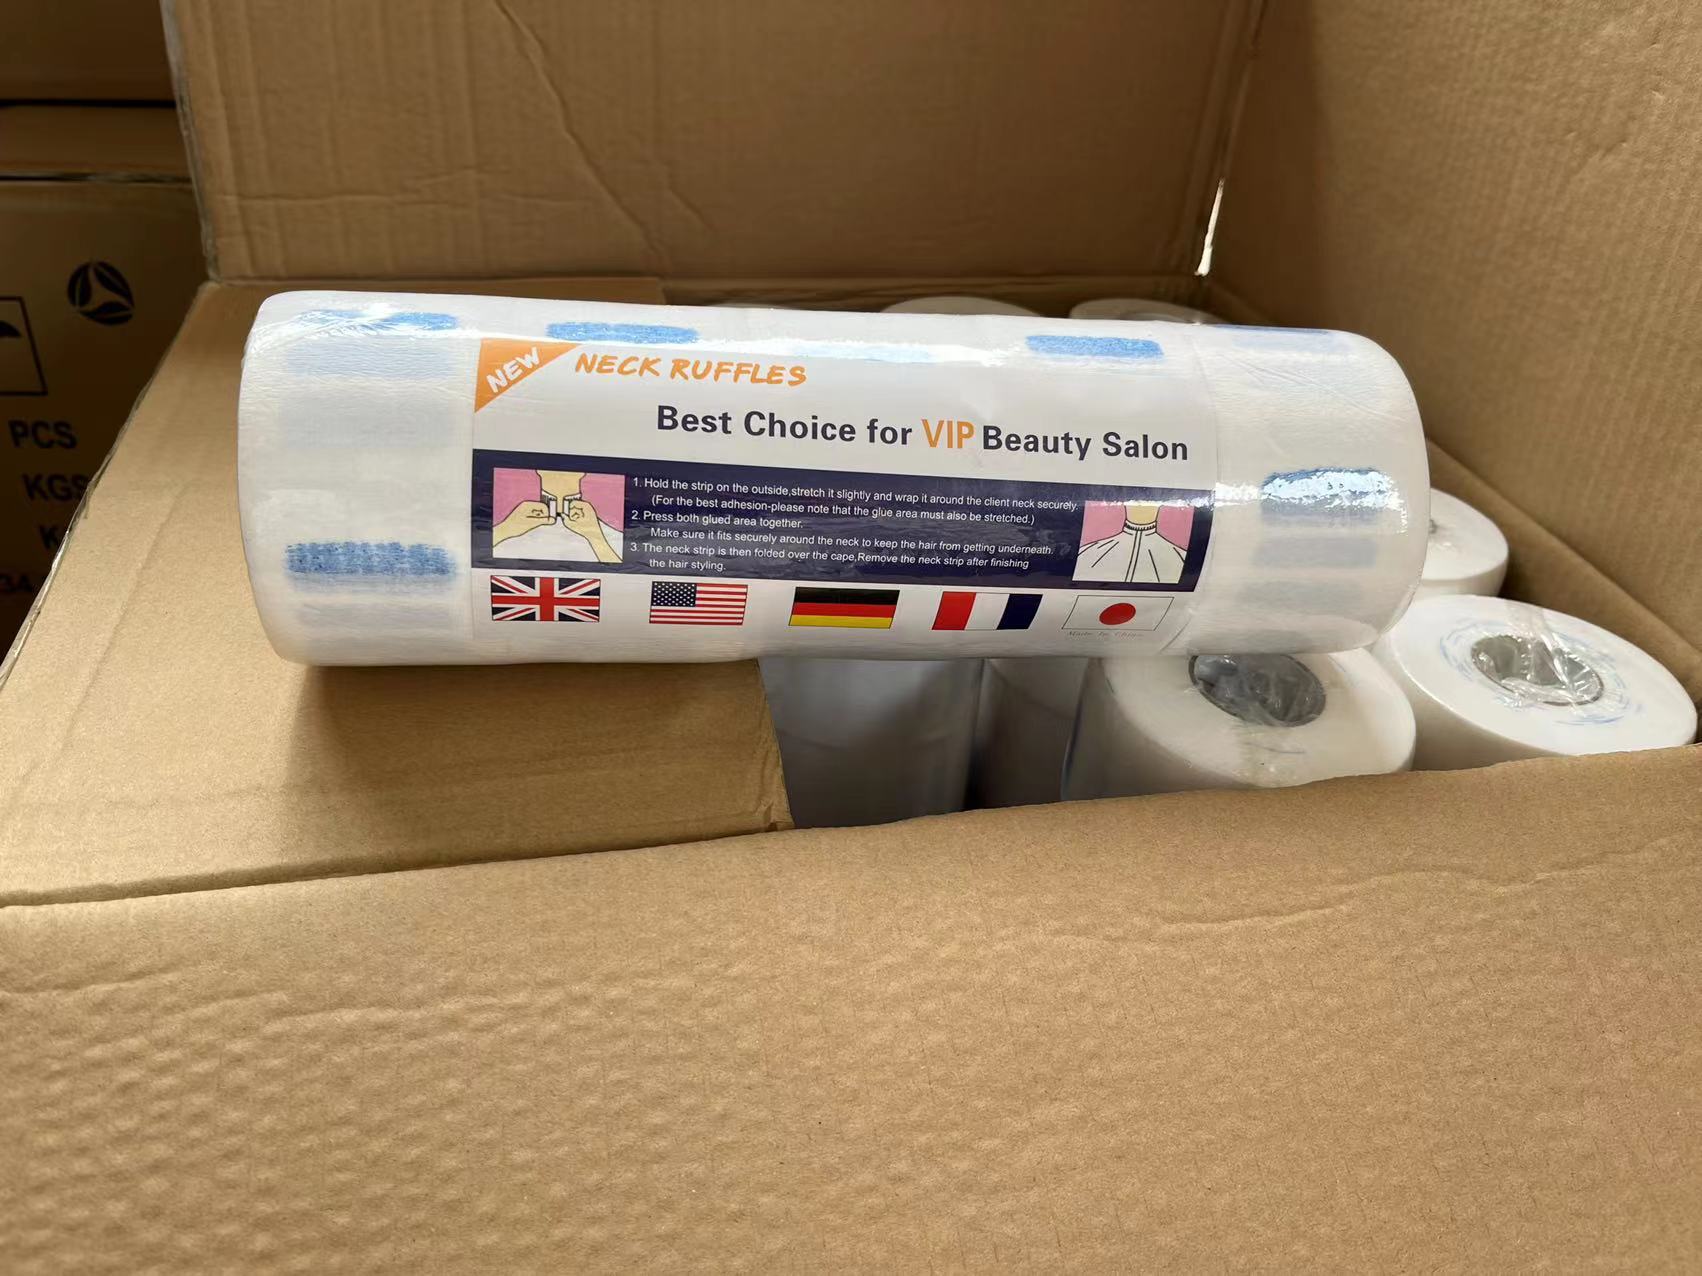 NEW
NECK RUFFLES
Best Choice for VIP Beauty Salon
1. Hold the strip on the outside,stretch it slightly and wrap it around the client neck securely.
(For the best adhesion-please note that the glue area must also be stretched.)
2. Press both glued area together.
Make sure it fits securely around the neck to keep the hair from getting underneath.
3. The neck strip is then folded over the cape,Remove the neck strip after finishing
the hair styling.
Made In China
PCS
KGS